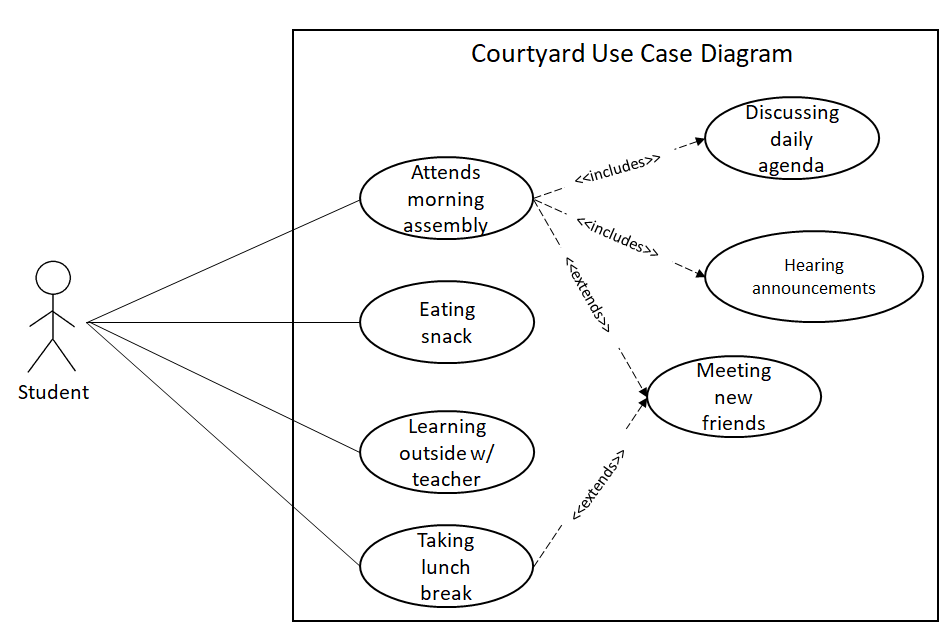 Courtyard Use Case Diagram
Discussing
daily
agenda
Attends
morning
assembly
<<includes>>
<<includes>>
Hearing
announcements
<<extends>>
Eating
snack
Meeting
new
friends
Student
Learning
outside w/
teacher
<<extends>>
Taking
lunch
break